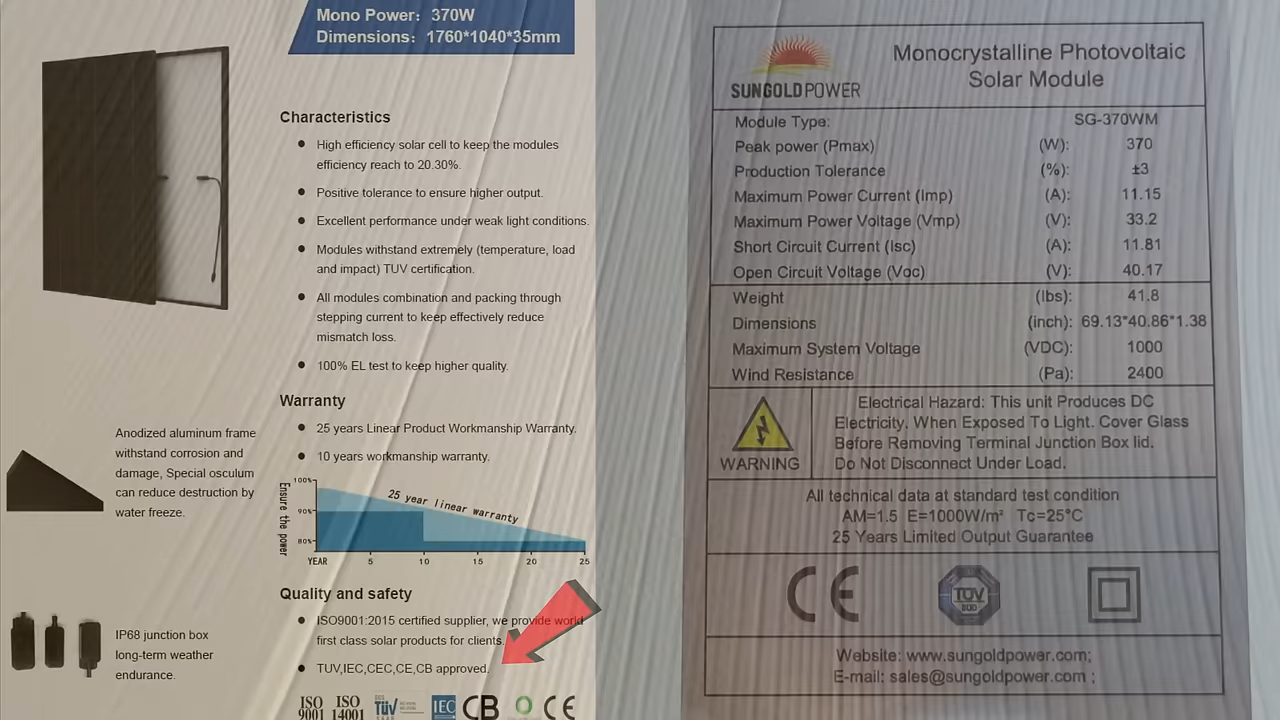 Mono Power: 370W
Dimensions: 1760*1040*35mm
Characteristics
High efficiency solar cell to keep the modules
efficiency reach to 20.30%.
Positive tolerance to ensure higher output.
Excellent performance under weak light conditions.
Modules withstand extremely (temperature, load
and impact) TUV certification.
All modules combination and packing through
stepping current to keep effectively reduce
mismatch loss.
100% EL test to keep higher quality.
Warranty
25 years Linear Product Workmanship Warranty.
10 years workmanship warranty.
Anodized aluminum frame
withstand corrosion and
damage, Special osculum
can reduce destruction by
water freeze.
Ensure the power
100%
90%
80%
25 year linear warranty
YEAR 5 10 15 20 25
Quality and safety
ISO9001:2015 certified supplier, we provide world
first class solar products for clients.
TUV,IEC,CEC,CE,CB approved.
IP68 junction box
long-term weather
endurance.
ISO 9001
ISO 14001
TÜV
IEC
CB
CE
SUNGOLDPOWER
Monocrystalline Photovoltaic
Solar Module
Module Type: SG-370WM
Peak power (Pmax) (W): 370
Production Tolerance (%): ±3
Maximum Power Current (Imp) (A): 11.15
Maximum Power Voltage (Vmp) (V): 33.2
Short Circuit Current (Isc) (A): 11.81
Open Circuit Voltage (Voc) (V): 40.17
Weight (lbs): 41.8
Dimensions (inch): 69.13*40.86*1.38
Maximum System Voltage (VDC): 1000
Wind Resistance (Pa): 2400
WARNING
Electrical Hazard: This unit Produces DC
Electricity, When Exposed To Light. Cover Glass
Before Removing Terminal Junction Box lid.
Do Not Disconnect Under Load.
All technical data at standard test condition
AM=1.5 E=1000W/m² Tc=25°C
25 Years Limited Output Guarantee
CE
TÜV
SÜD
Website: www.sungoldpower.com;
E-mail: sales@sungoldpower.com ;